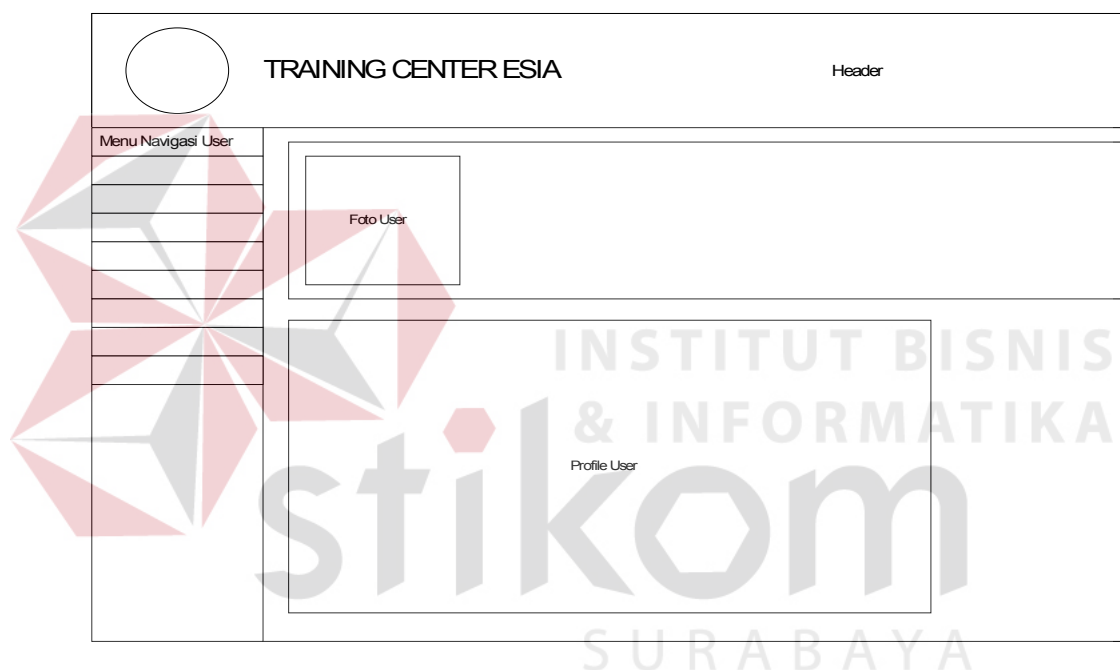 TRAINING CENTER ESIA
Header
Menu Navigasi User
Foto User
INSTITUT BISNIS
& INFORMATIKA
Profile User
stikom
SURABAYA